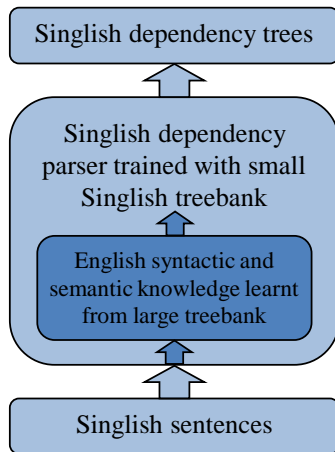 Singlish dependency trees
Singlish dependency
parser trained with small
Singlish treebank
English syntactic and
semantic knowledge learnt
from large treebank
Singlish sentences